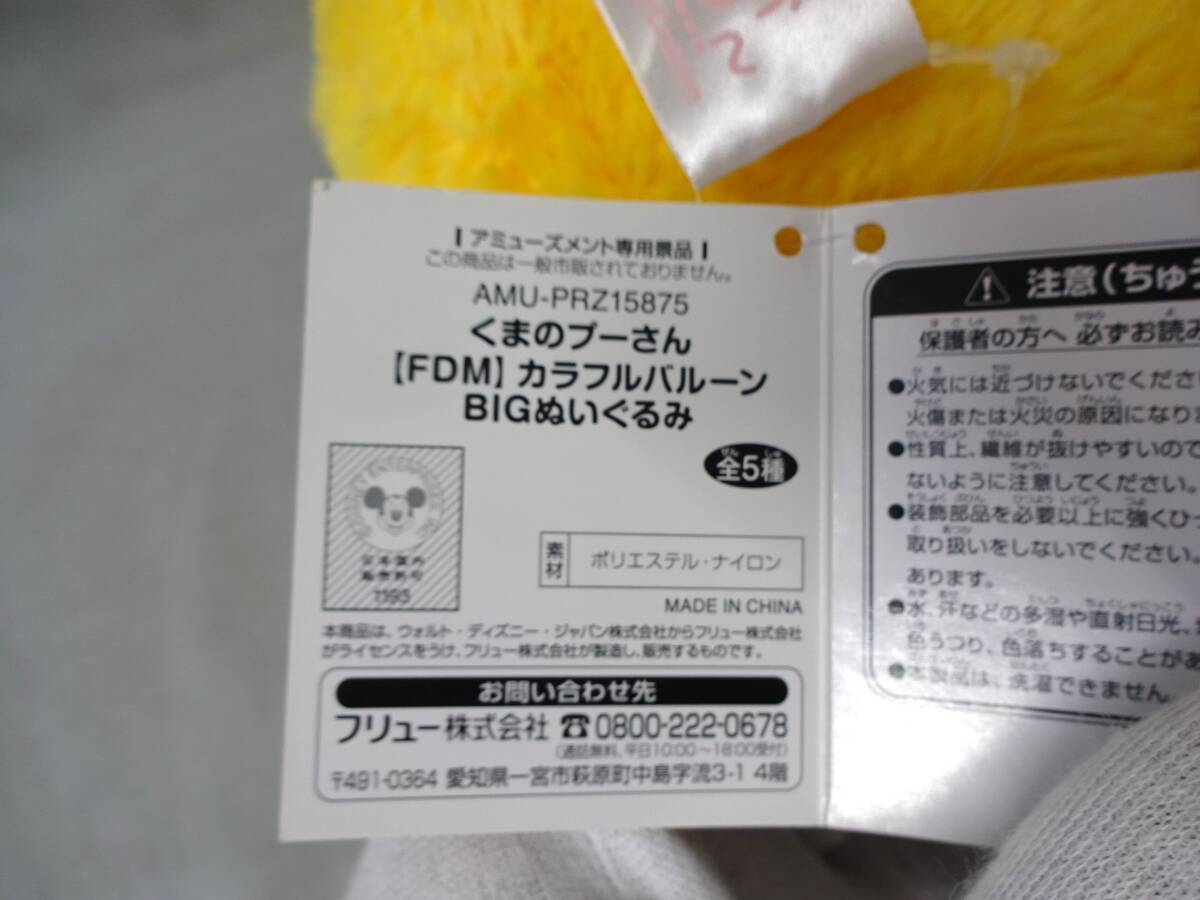 アミューズメント専用景品
この商品は一般市販されておりません。
AMU-PRZ15875
くまのプーさん
【FDM】カラフルバルーン
BIGぬいぐるみ
全5種
ぜん しゅ
素材 ポリエステル・ナイロン
MADE IN CHINA
日本国内
販売許可
1195
本商品は、ウォルト・ディズニー・ジャパン株式会社からフリュー株式会社
がライセンスをうけ、フリュー株式会社が製造し、販売するものです。
お問い合わせ先
フリュー株式会社 ☎0800-222-0678
(通話無料、平日10:00〜18:00受付)
〒491-0364 愛知県一宮市萩原町中島字流3-1 4階
注意(ちゅう
保護者の方へ 必ずお読み
●火気には近づけないでくださ
火傷または火災の原因になりま
●性質上、繊維が抜けやすいので
ないように注意してください。
●装飾部品を必要以上に強くひっ
取り扱いをしないでください。
あります。
●水、汗などの多湿や直射日光、
色うつり、色落ちすることがあ
●本製品は、洗濯できません。